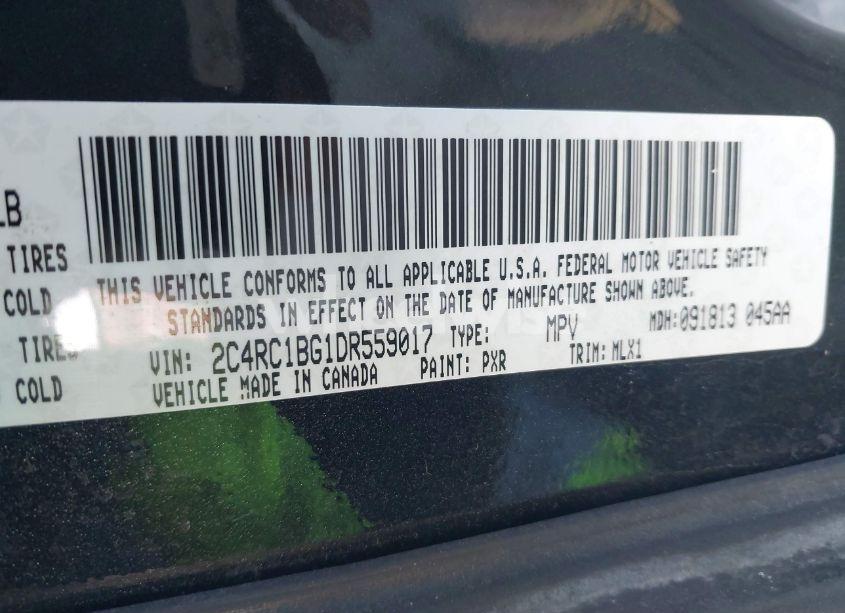 LB
TIRES
COLD
TIRES
COLD
THIS VEHICLE CONFORMS TO ALL APPLICABLE U.S.A. FEDERAL MOTOR VEHICLE SAFETY
STANDARDS IN EFFECT ON THE DATE OF MANUFACTURE SHOWN ABOVE.
VIN: 2C4RC1BG1DR559017 TYPE: MPV MDH:091813 045AA
VEHICLE MADE IN CANADA PAINT: PXR TRIM: MLX1